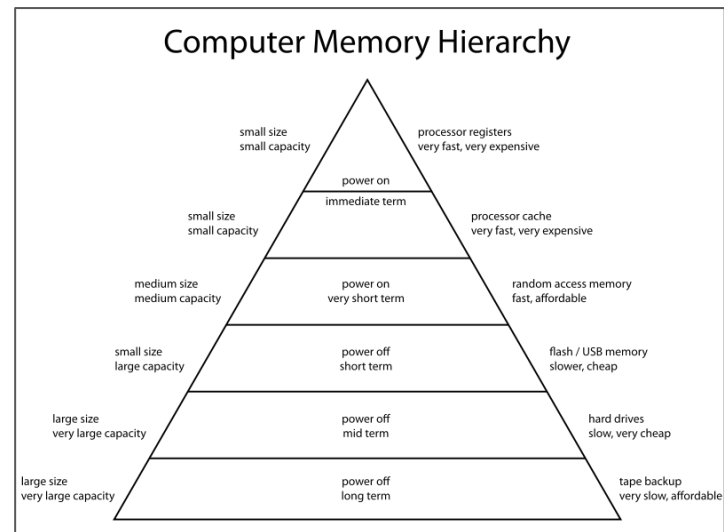 Computer Memory Hierarchy
small size
small capacity
processor registers
very fast, very expensive
power on
immediate term
small size
small capacity
processor cache
very fast, very expensive
medium size
medium capacity
power on
very short term
random access memory
fast, affordable
small size
large capacity
power off
short term
flash / USB memory
slower, cheap
large size
very large capacity
power off
mid term
hard drives
slow, very cheap
large size
very large capacity
power off
long term
tape backup
very slow, affordable